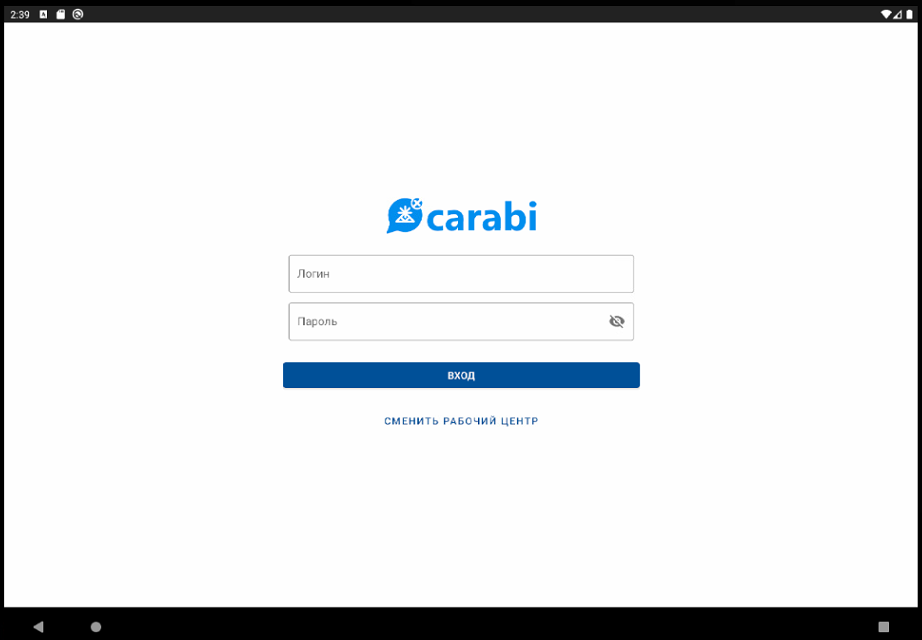 2:39
carabi
Логин
Пароль
ВХОД
СМЕНИТЬ РАБОЧИЙ ЦЕНТР